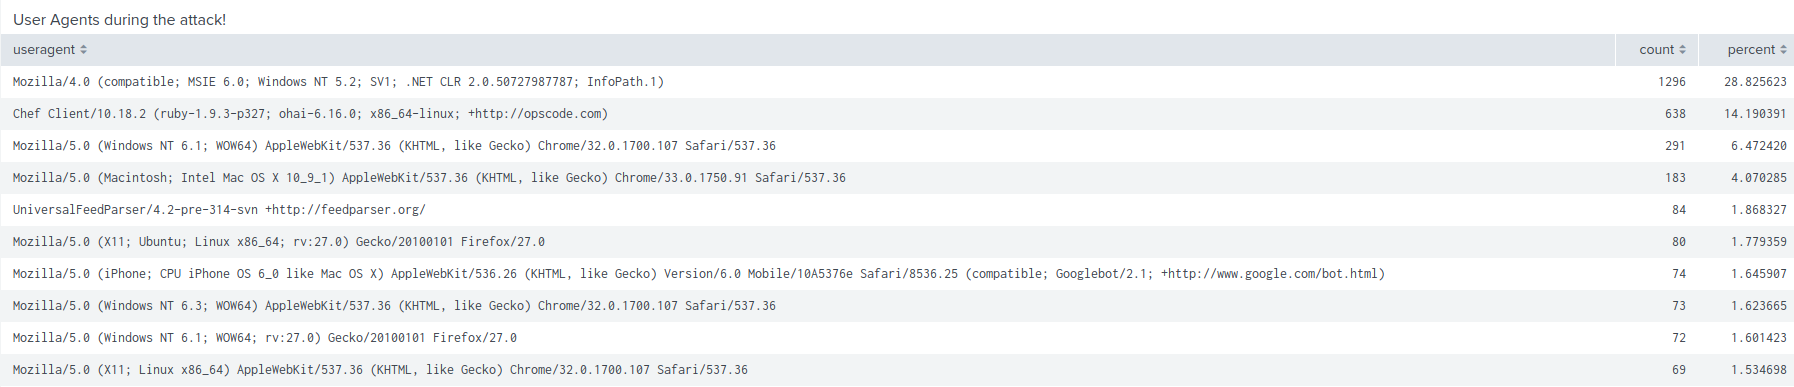 User Agents during the attack!
useragent count percent
Mozilla/4.0 (compatible; MSIE 6.0; Windows NT 5.2; SV1; .NET CLR 2.0.50727987787; InfoPath.1) 1296 28.825623
Chef Client/10.18.2 (ruby-1.9.3-p327; ohai-6.16.0; x86_64-linux; +http://opscode.com) 638 14.190391
Mozilla/5.0 (Windows NT 6.1; WOW64) AppleWebKit/537.36 (KHTML, like Gecko) Chrome/32.0.1700.107 Safari/537.36 291 6.472420
Mozilla/5.0 (Macintosh; Intel Mac OS X 10_9_1) AppleWebKit/537.36 (KHTML, like Gecko) Chrome/33.0.1750.91 Safari/537.36 183 4.070285
UniversalFeedParser/4.2-pre-314-svn +http://feedparser.org/ 84 1.868327
Mozilla/5.0 (X11; Ubuntu; Linux x86_64; rv:27.0) Gecko/20100101 Firefox/27.0 80 1.779359
Mozilla/5.0 (iPhone; CPU iPhone OS 6_0 like Mac OS X) AppleWebKit/536.26 (KHTML, like Gecko) Version/6.0 Mobile/10A5376e Safari/8536.25 (compatible; Googlebot/2.1; +http://www.google.com/bot.html) 74 1.645907
Mozilla/5.0 (Windows NT 6.3; WOW64) AppleWebKit/537.36 (KHTML, like Gecko) Chrome/32.0.1700.107 Safari/537.36 73 1.623665
Mozilla/5.0 (Windows NT 6.1; WOW64; rv:27.0) Gecko/20100101 Firefox/27.0 72 1.601423
Mozilla/5.0 (X11; Linux x86_64) AppleWebKit/537.36 (KHTML, like Gecko) Chrome/32.0.1700.107 Safari/537.36 69 1.534698